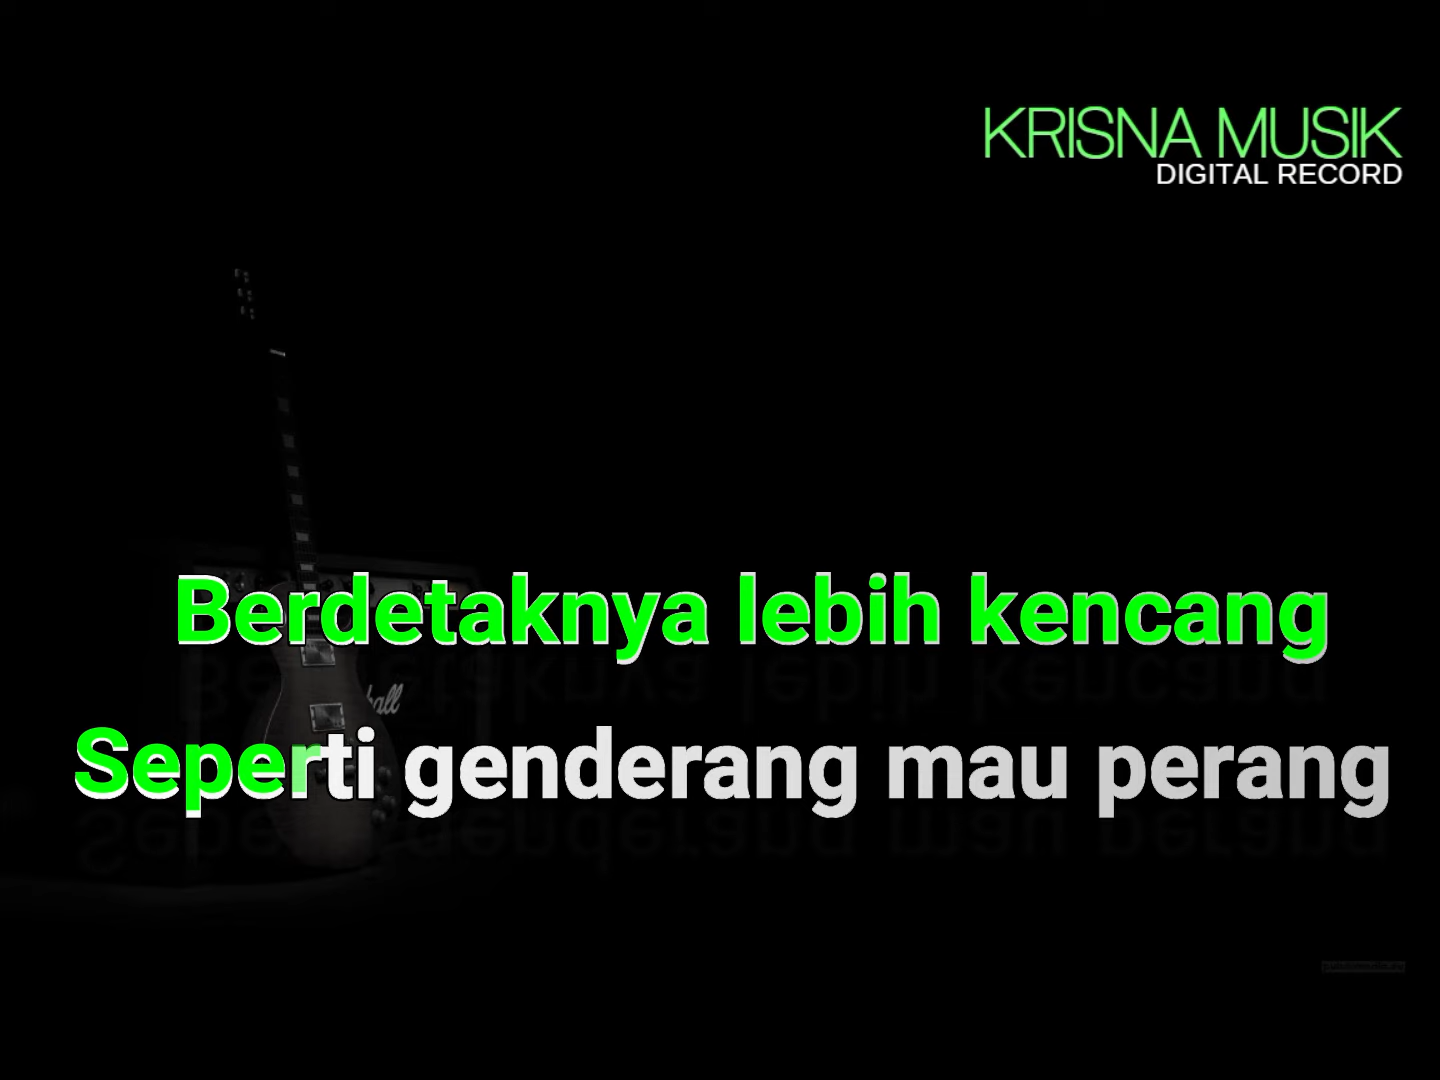 KRISNA MUSIK
DIGITAL RECORD
Berdetaknya lebih kencang
Seperti genderang mau perang